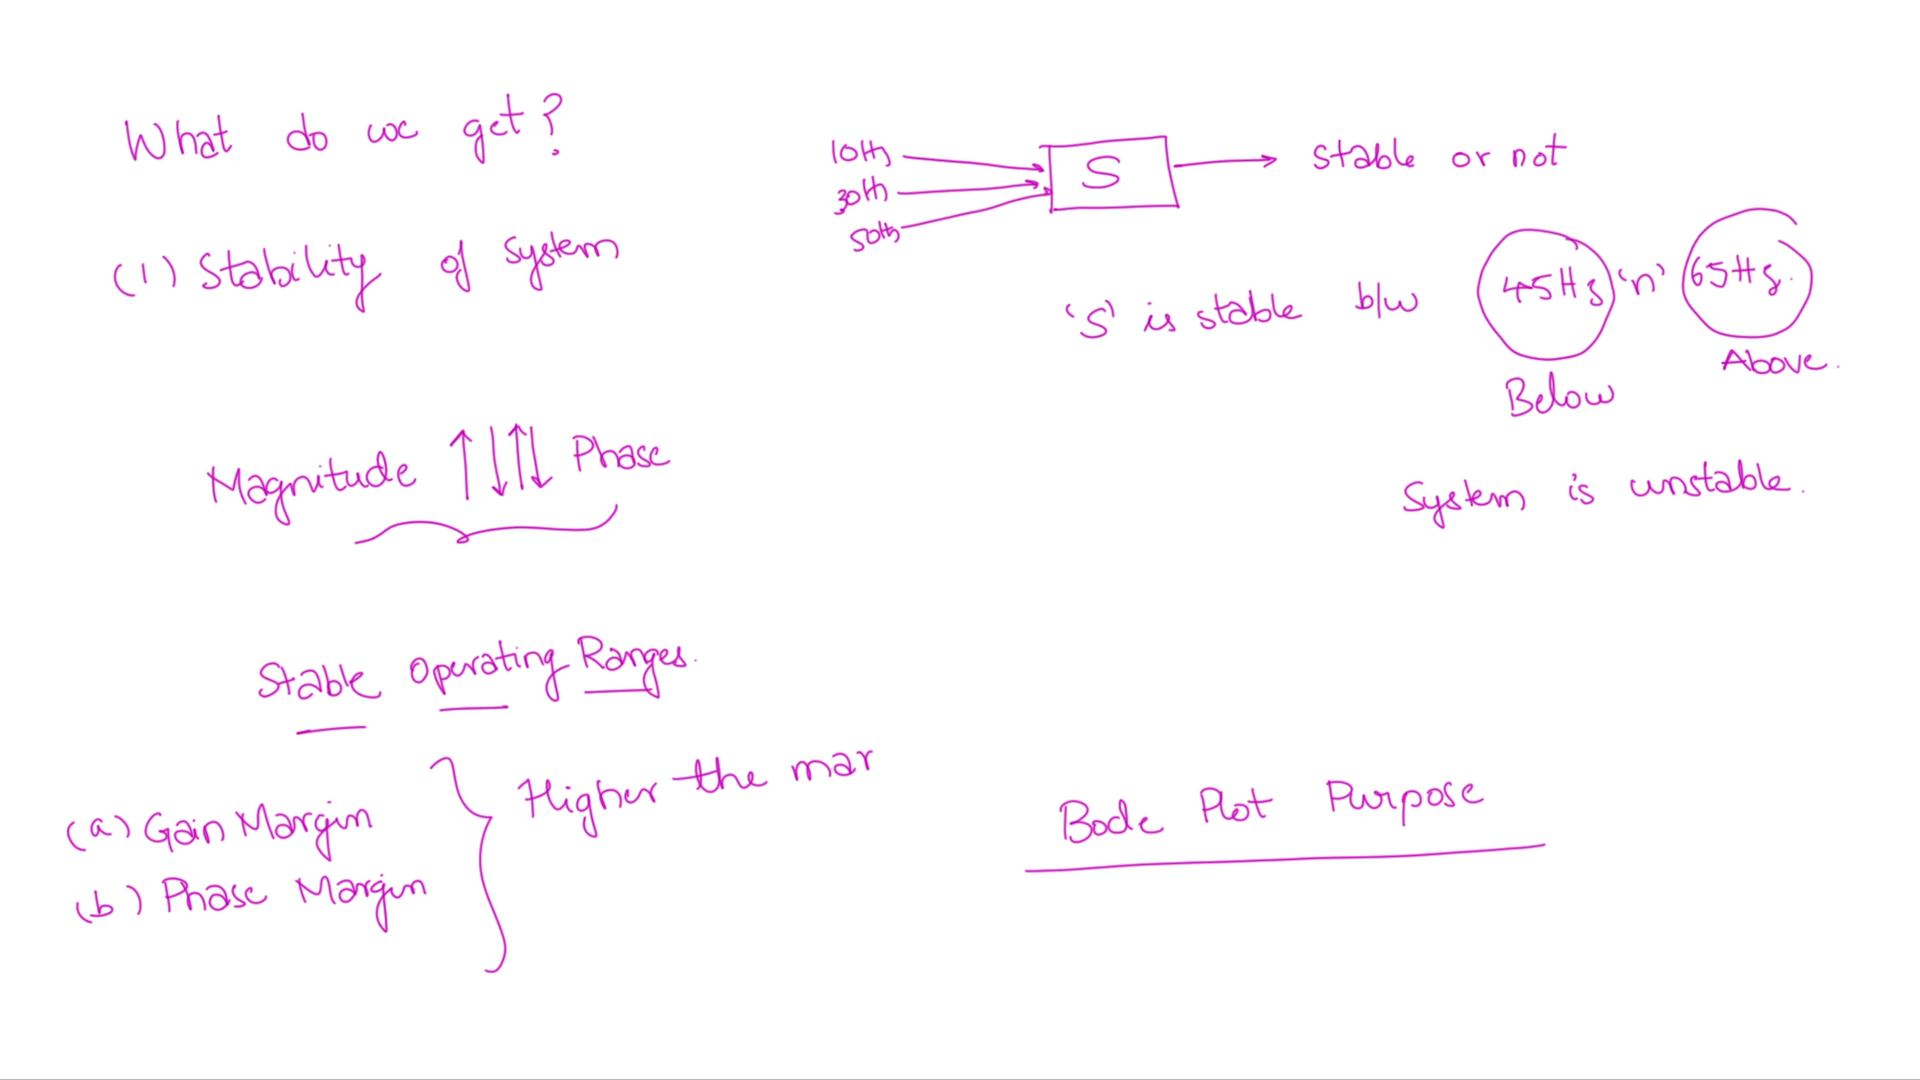 What do we get?
(1) Stability of system
Magnitude ↑↓↑↓ Phase
Stable Operating Ranges.
(a) Gain Margin
(b) Phase Margin
Higher the mar
10Hz
30Hz
50Hz
S
stable or not
'S' is stable b/w 45Hz 'n' 65Hz.
Below
Above.
System is unstable.
Bode Plot Purpose